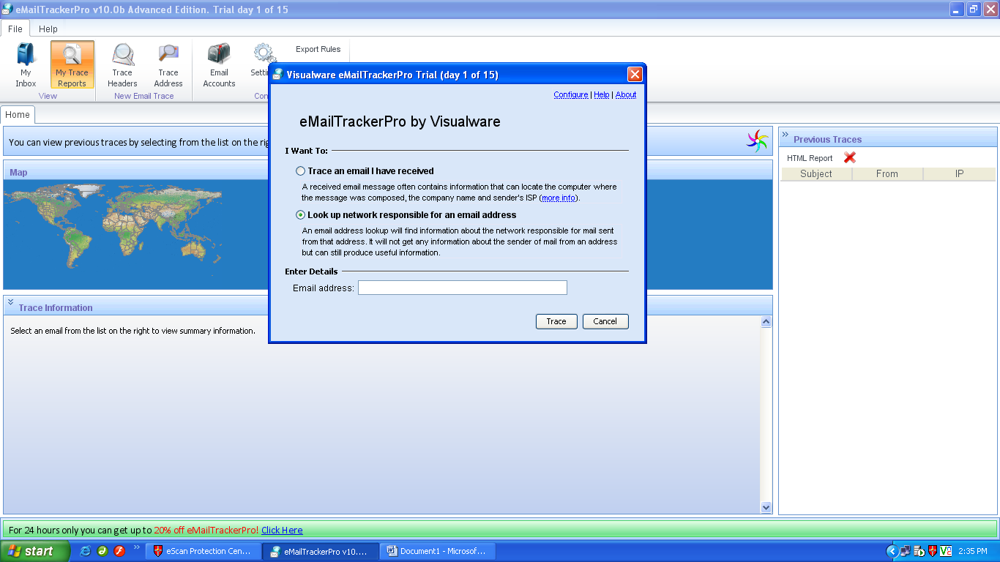 eMailTrackerPro v10.0b Advanced Edition. Trial day 1 of 15
File Help
My Inbox
My Trace Reports
Trace Headers
Trace Address
Email Accounts
Export Rules
View
New Email Trace
Home
You can view previous traces by selecting from the list on the
Map
Visualware eMailTrackerPro Trial (day 1 of 15)
Configure | Help | About
eMailTrackerPro by Visualware
I Want To:
Trace an email I have received
A received email message often contains information that can locate the computer where
the message was composed, the company name and sender's ISP (more info).
Look up network responsible for an email address
An email address lookup will find information about the network responsible for mail sent
from that address. It will not get any information about the sender of mail from an address
but can still produce useful information.
Enter Details
Email address:
Trace Cancel
Previous Traces
HTML Report
Subject From IP
Trace Information
Select an email from the list on the right to view summary information.
For 24 hours only you can get up to 20% off eMailTrackerPro! Click Here
start
eScan Protection Cen...
eMailTrackerPro v10....
Document1 - Microsof...
2:35 PM